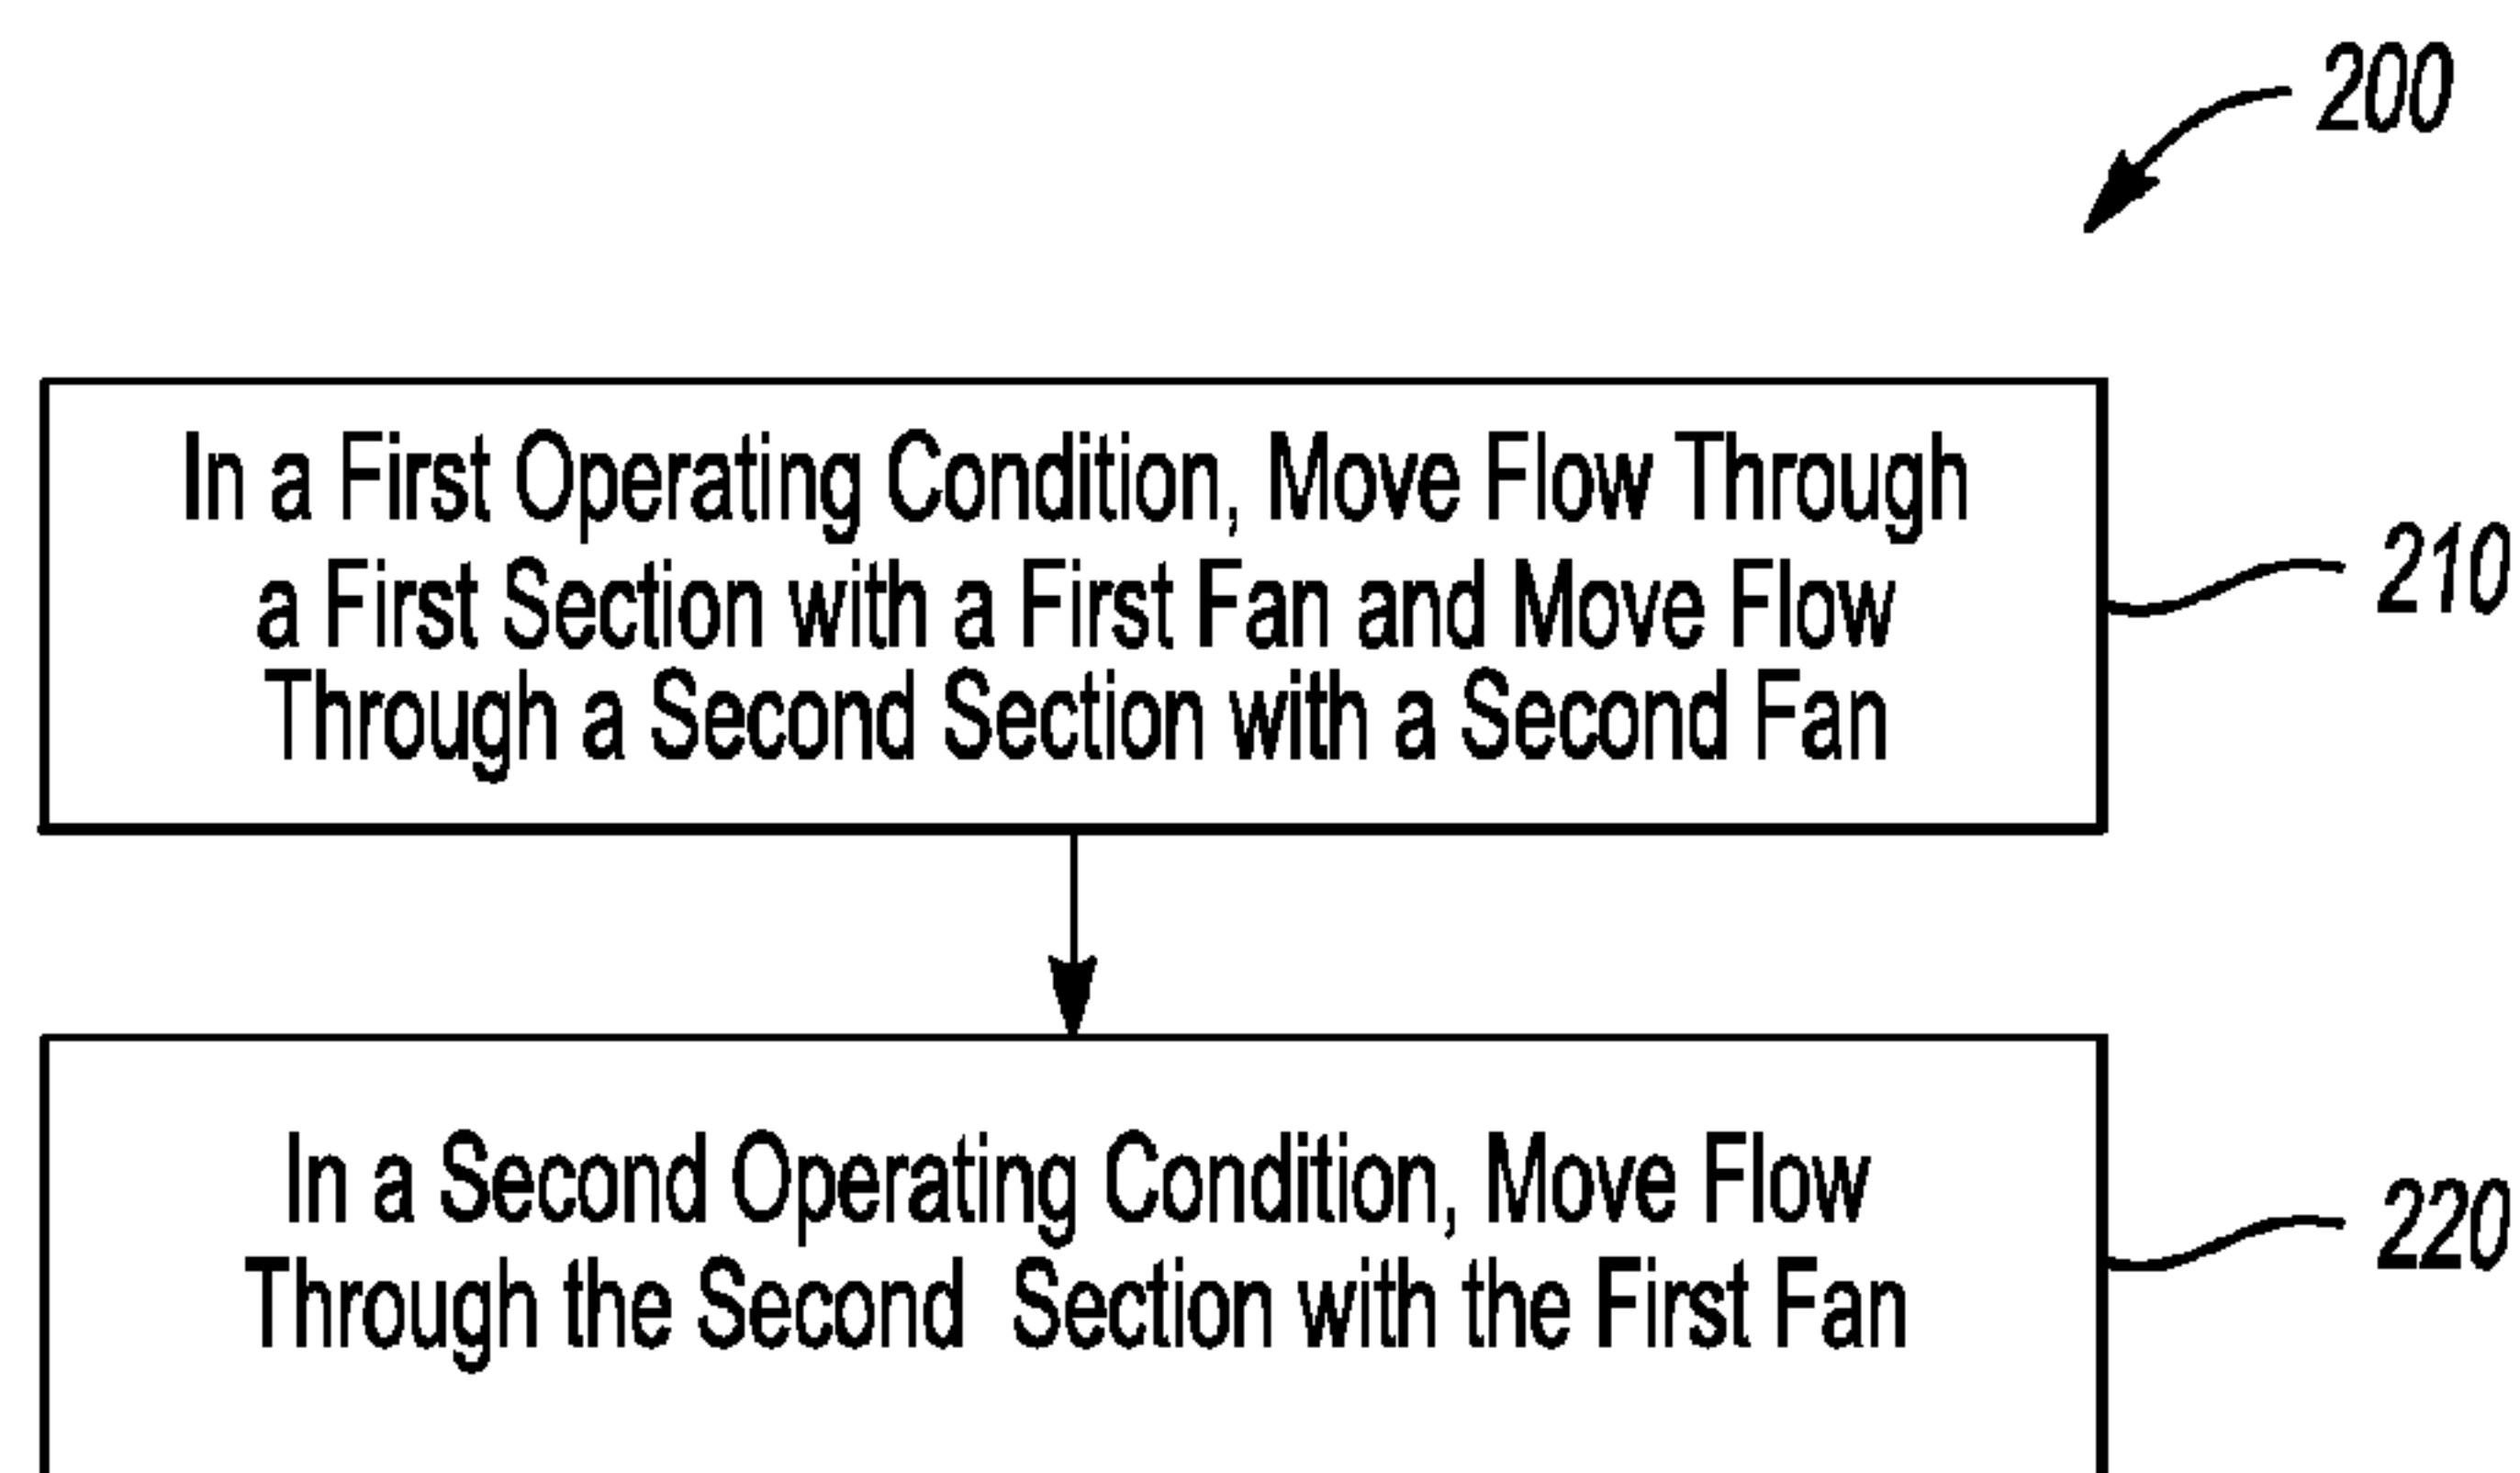 200
In a First Operating Condition, Move Flow Through
a First Section with a First Fan and Move Flow
Through a Second Section with a Second Fan
210
In a Second Operating Condition, Move Flow
Through the Second Section with the First Fan
220